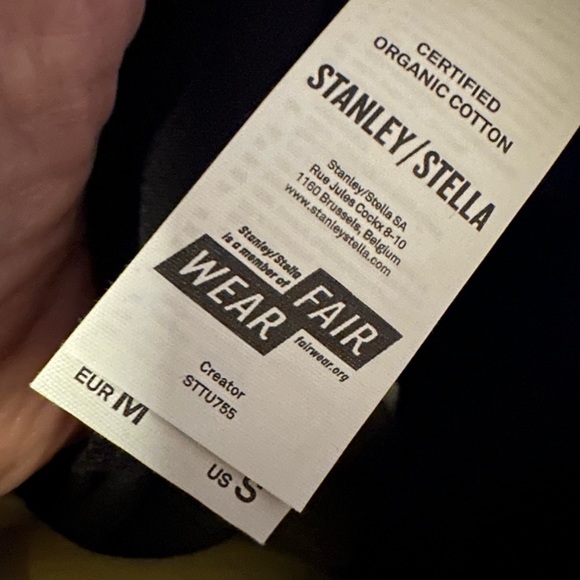 CERTIFIED
ORGANIC COTTON
STANLEY/STELLA
Stanley/Stella SA
Rue Jules Cockx 8-10
1160 Brussels, Belgium
www.stanleystella.com
Stanley/Stella
is a member of
FAIR
WEAR
fairwear.org
Creator
STTU755
EUR M
US S